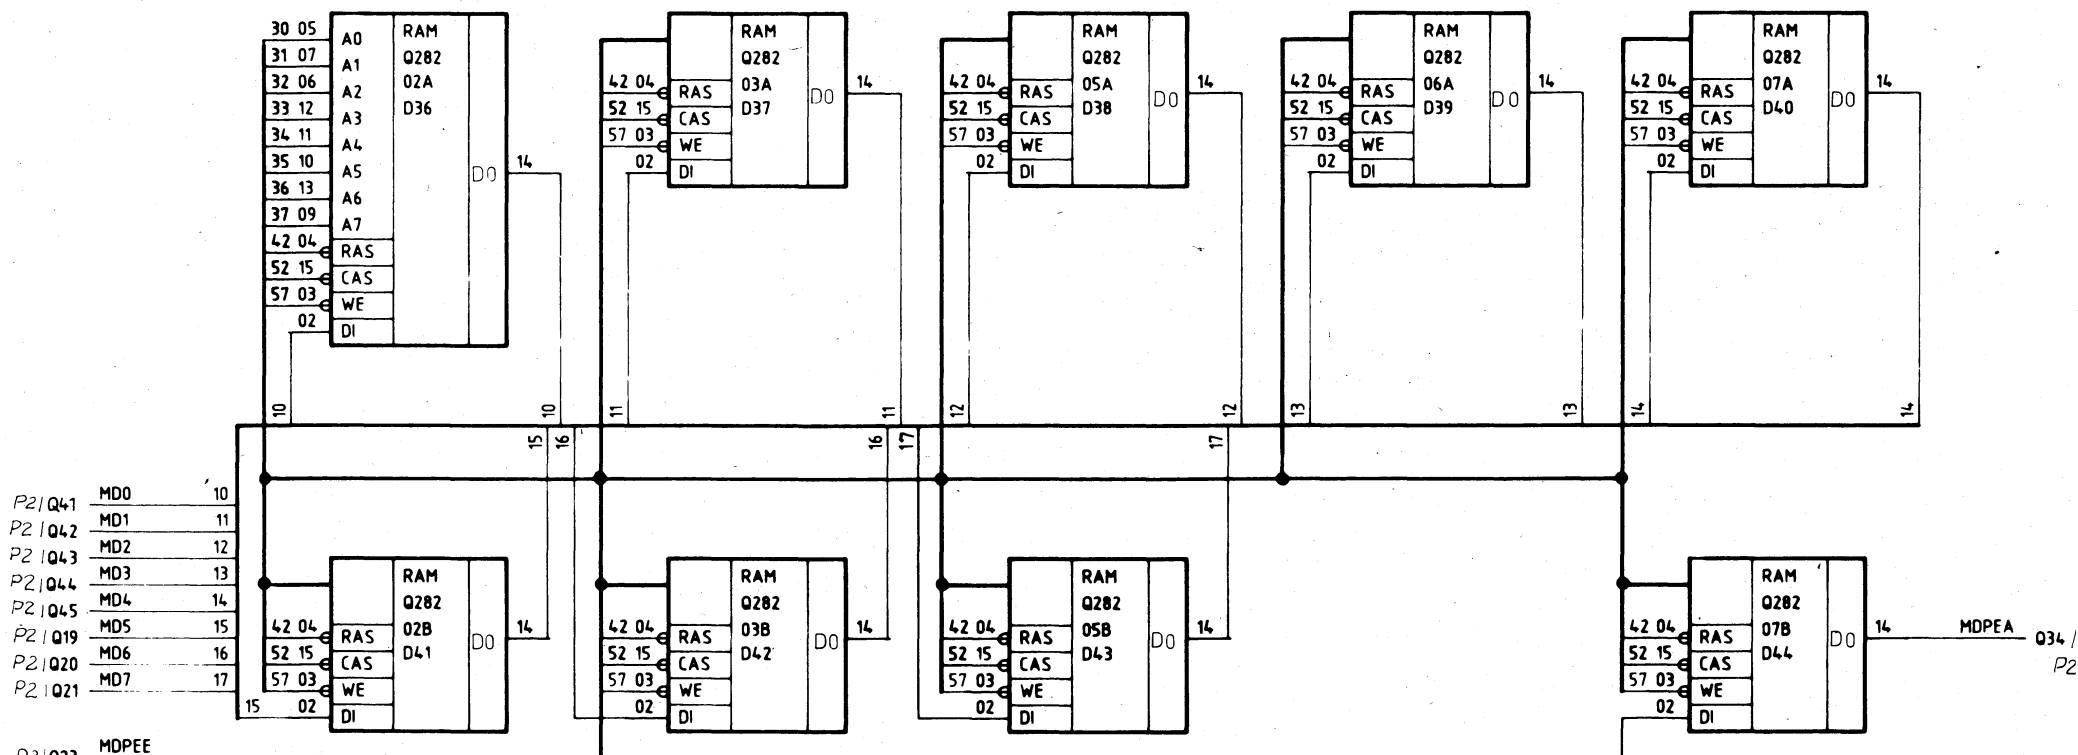 30 05 A0 RAM
31 07 A1 Q282
32 06 A2 02A
33 12 A3 D36
34 11 A4
35 10 A5 DO 14
36 13 A6
37 09 A7
42 04 RAS
52 15 CAS
57 03 WE
02 DI
RAM
Q282
42 04 RAS 03A DO 14
52 15 CAS D37
57 03 WE
02 DI
RAM
Q282
42 04 RAS 05A DO 14
52 15 CAS D38
57 03 WE
02 DI
RAM
Q282
42 04 RAS 06A DO 14
52 15 CAS D39
57 03 WE
02 DI
RAM
Q282
42 04 RAS 07A DO 14
52 15 CAS D40
57 03 WE
02 DI
10 10 11 11 12 12 13 13 14 14
15 16 16 17 17
P2/Q41 MD0 10
P2/Q42 MD1 11
P2/Q43 MD2 12
P2/Q44 MD3 13
P2/Q45 MD4 14
P2/Q19 MD5 15
P2/Q20 MD6 16
P2/Q21 MD7 17
MDPEE
RAM
Q282
42 04 RAS 02B DO 14
52 15 CAS D41
57 03 WE
15 02 DI
RAM
Q282
42 04 RAS 03B DO 14
52 15 CAS D42
57 03 WE
02 DI
RAM
Q282
42 04 RAS 05B DO 14
52 15 CAS D43
57 03 WE
02 DI
RAM
Q282
42 04 RAS 07B DO 14 MDPEA Q34/
52 15 CAS D44 P2
57 03 WE
02 DI